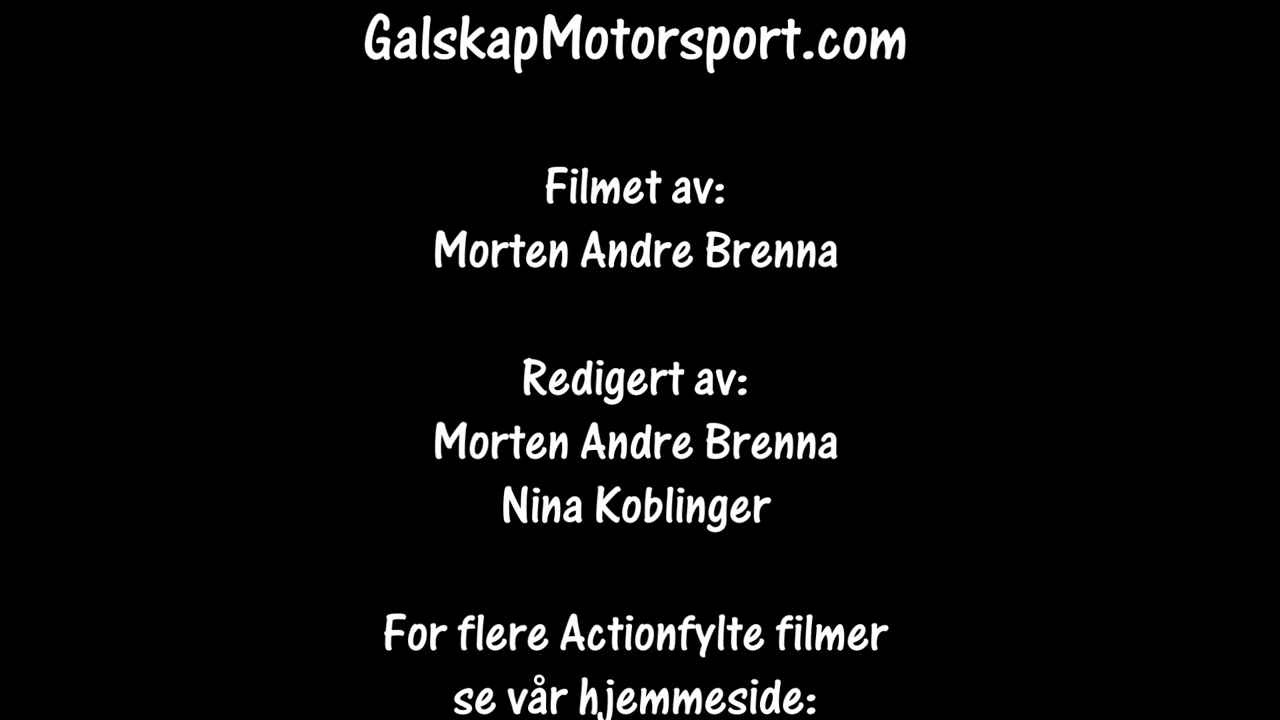 GalskapMotorsport.com
Filmet av:
Morten Andre Brenna
Redigert av:
Morten Andre Brenna
Nina Koblinger
For flere Actionfylte filmer
se vår hjemmeside: